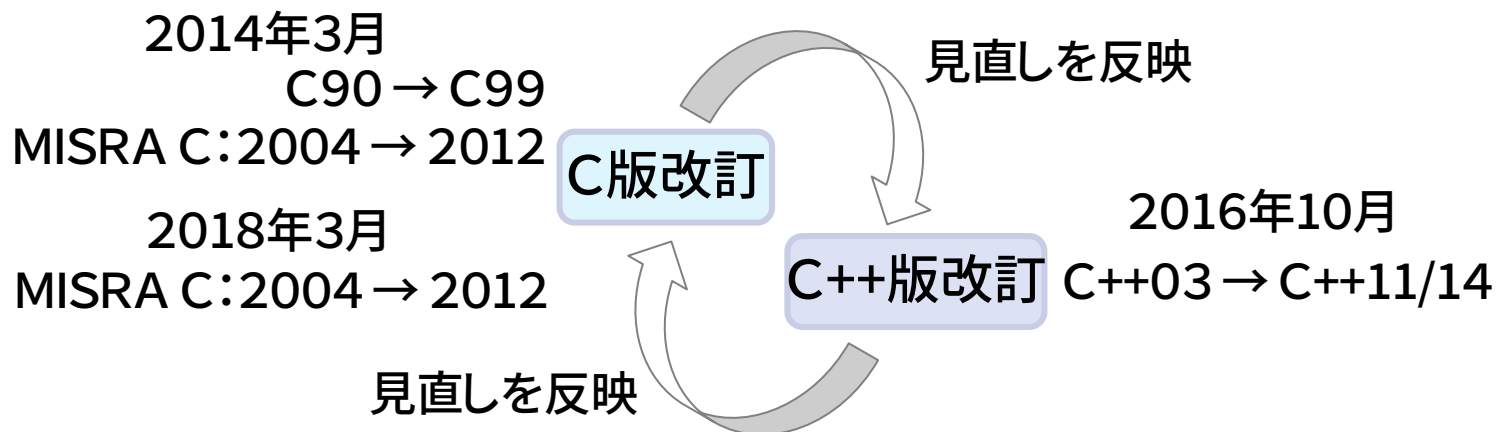 2014年3月
C90 → C99
MISRA C：2004 → 2012
C版改訂
見直しを反映
2018年3月
MISRA C：2004 → 2012
2016年10月
C++版改訂
C++03 → C++11/14
見直しを反映